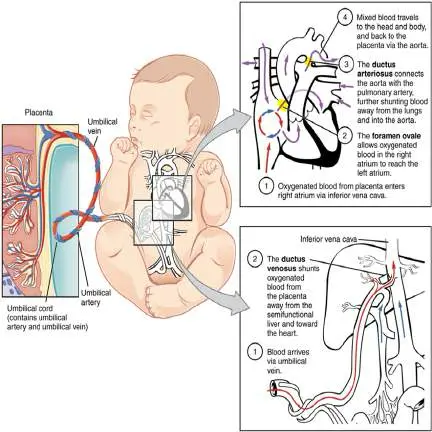 Placenta
Umbilical
vein
Umbilical
artery
Umbilical cord
(contains umbilical
artery and umbilical vein)
4 Mixed blood travels
to the head and body,
and back to the
placenta via the aorta.
3 The ductus
arteriosus connects
the aorta with the
pulmonary artery,
further shunting blood
away from the lungs
and into the aorta.
2 The foramen ovale
allows oxygenated
blood in the right
atrium to reach the
left atrium.
1 Oxygenated blood from placenta enters
right atrium via inferior vena cava.
Inferior vena cava
2 The ductus
venosus shunts
oxygenated
blood from
the placenta
away from the
semifunctional
liver and toward
the heart.
1 Blood arrives
via umbilical
vein.